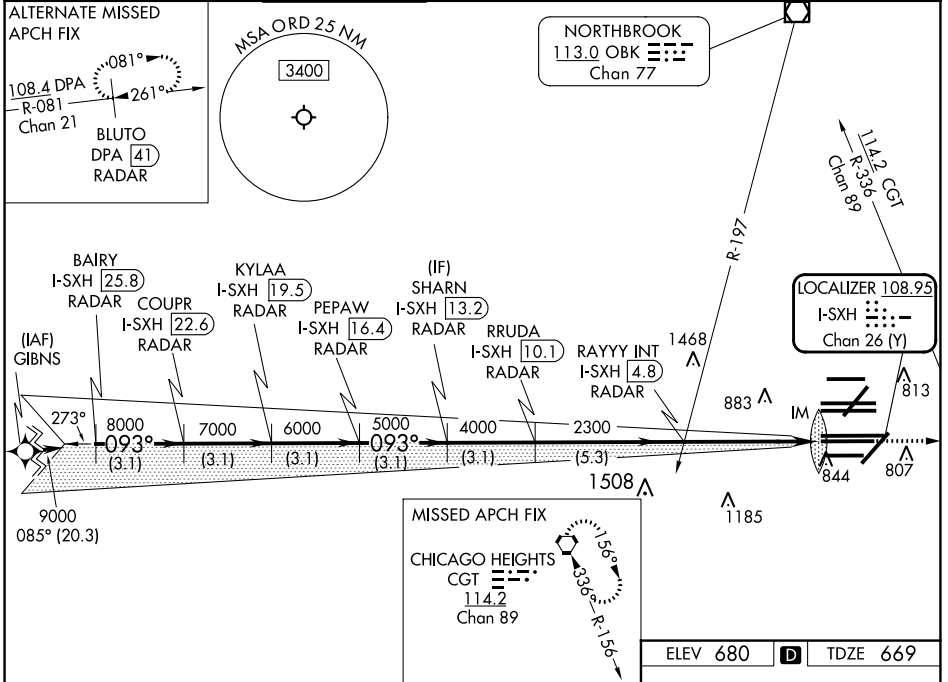 ALTERNATE MISSED
APCH FIX
081°
108.4 DPA
R-081
Chan 21
261°
BLUTO
DPA 41
RADAR
MSA ORD 25 NM
3400
NORTHBROOK
113.0 OBK
Chan 77
114.2 CGT
R-336
Chan 89
R-197
LOCALIZER 108.95
I-SXH
Chan 26 (Y)
(IAF)
GIBNS
BAIRY
I-SXH 25.8
RADAR
COUPR
I-SXH 22.6
RADAR
KYLAA
I-SXH 19.5
RADAR
PEPAW
I-SXH 16.4
RADAR
(IF)
SHARN
I-SXH 13.2
RADAR
RRUDA
I-SXH 10.1
RADAR
RAYYY INT
I-SXH 4.8
RADAR
1468
883
IM
813
273°
8000
093°
(3.1)
7000
(3.1)
6000
(3.1)
5000
093°
(3.1)
4000
(3.1)
2300
(5.3)
844
807
1508
1185
9000
085° (20.3)
MISSED APCH FIX
CHICAGO HEIGHTS
CGT
114.2
Chan 89
156°
336°
R-156
ELEV 680
D
TDZE 669